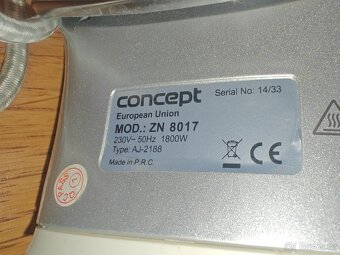 concept
Serial No: 14/33
European Union
MOD.: ZN 8017
230V~ 50Hz 1800W
Type: AJ-2188
Made in P.R.C.
CE